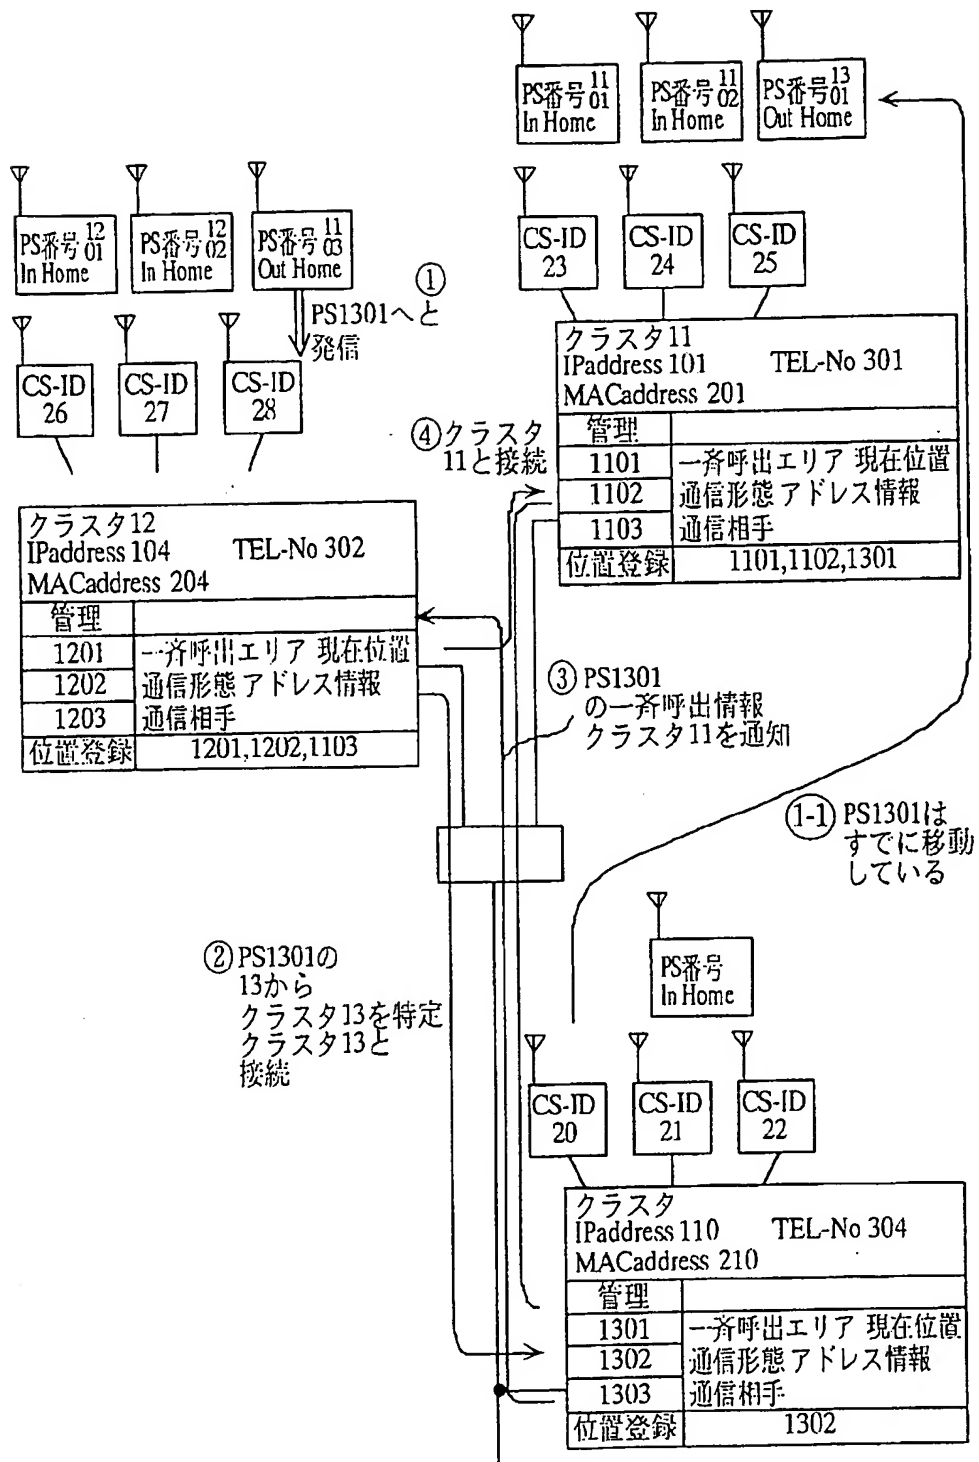 PS番号 11
01
In Home
PS番号 11
02
In Home
PS番号 13
01
Out Home
PS番号 12
01
In Home
PS番号 12
02
In Home
PS番号 11
03
Out Home
①
PS1301へと
発信
CS-ID
23
CS-ID
24
CS-ID
25
CS-ID
26
CS-ID
27
CS-ID
28
クラスタ11
IPaddress 101 TEL-No 301
MACaddress 201
管理
1101 一斉呼出エリア 現在位置
1102 通信形態 アドレス情報
1103 通信相手
位置登録 1101,1102,1301
④クラスタ
11と接続
クラスタ12
IPaddress 104 TEL-No 302
MACaddress 204
管理
1201 一斉呼出エリア 現在位置
1202 通信形態 アドレス情報
1203 通信相手
位置登録 1201,1202,1103
③ PS1301
の一斉呼出情報
クラスタ11を通知
1-1 PS1301は
すでに移動
している
② PS1301の
13から
クラスタ13を特定
クラスタ13と
接続
PS番号
In Home
CS-ID
20
CS-ID
21
CS-ID
22
クラスタ
IPaddress 110 TEL-No 304
MACaddress 210
管理
1301 一斉呼出エリア 現在位置
1302 通信形態 アドレス情報
1303 通信相手
位置登録 1302